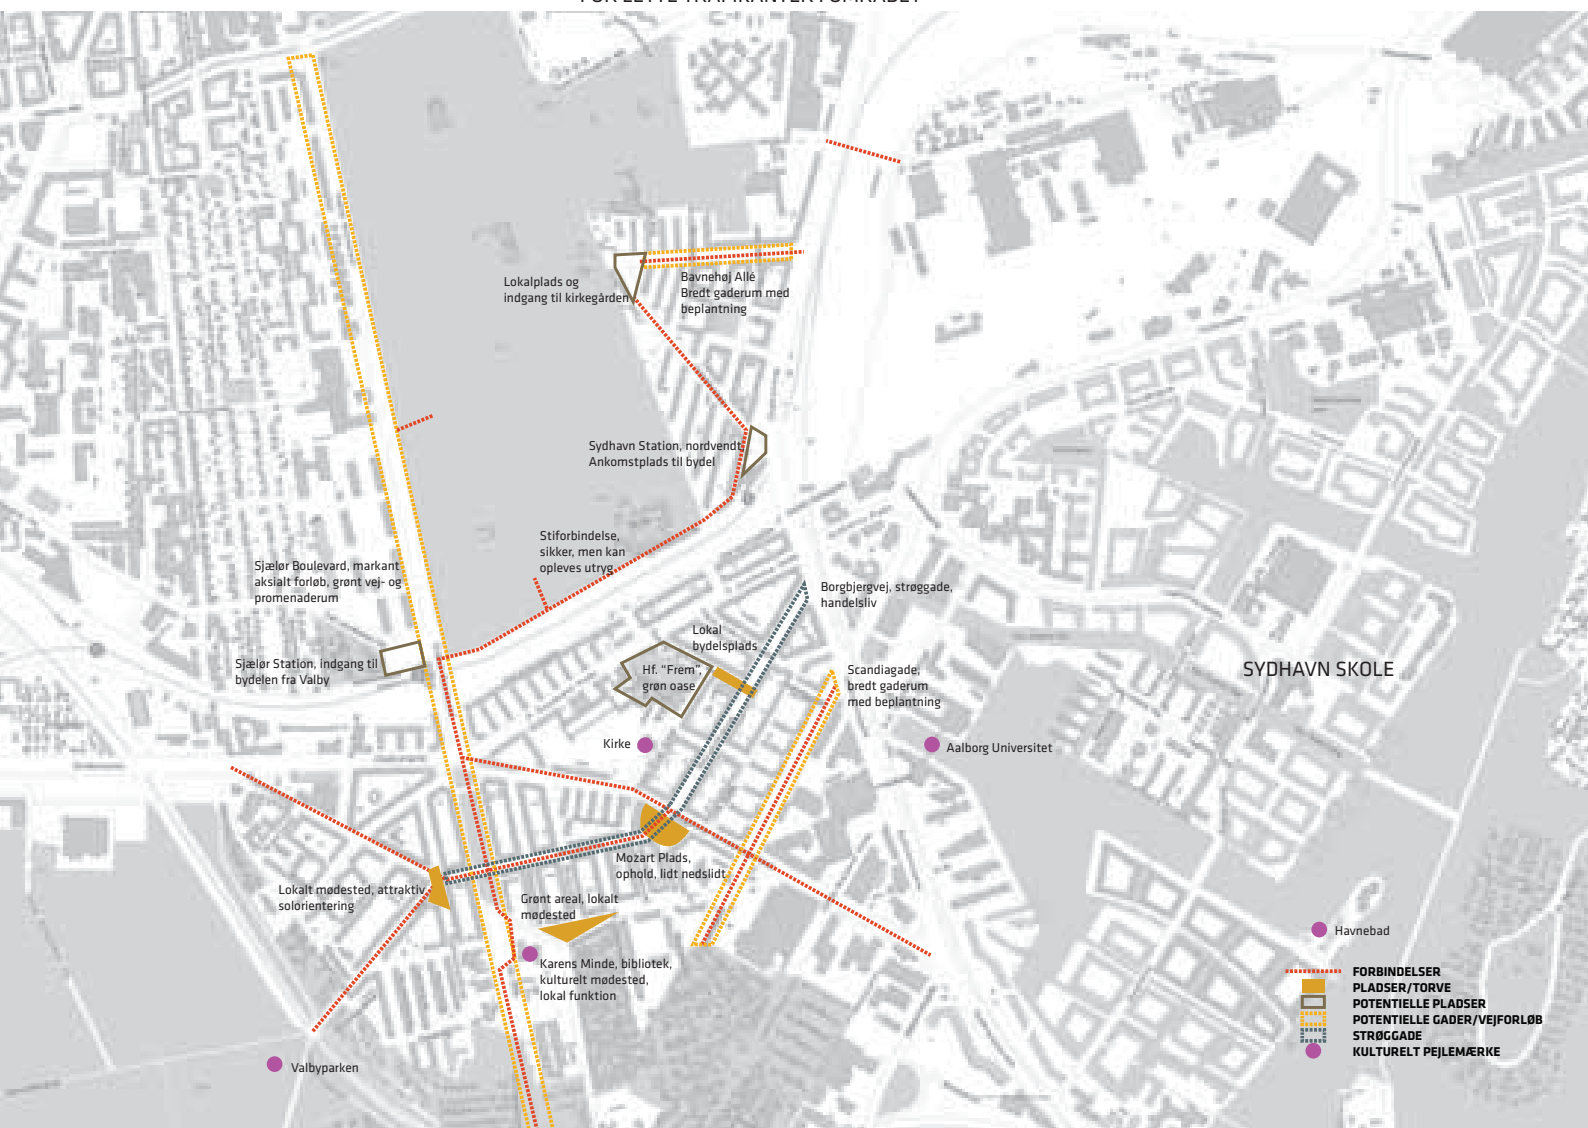 Lokalplads og
indgang til kirkegården
Bavnehøj Allé
Bredt gaderum med
beplantning
Sydhavn Station, nordvendt
Ankomstplads til bydel
Stiforbindelse,
sikker, men kan
opleves utryg
Sjælør Boulevard, markant
aksialt forløb, grønt vej- og
promenaderum
Borgbjergvej, strøggade,
handelsliv
Lokal
bydelsplads
Sjælør Station, indgang til
bydelen fra Valby
Hf. “Frem”,
grøn oase
Scandiagade,
bredt gaderum
med beplantning
SYDHAVN SKOLE
Kirke
Aalborg Universitet
Mozart Plads,
ophold, lidt nedslidt
Lokalt mødested, attraktiv
solorientering
Grønt areal, lokalt
mødested
Karens Minde, bibliotek,
kulturelt mødested,
lokal funktion
Havnebad
Valbyparken
FORBINDELSER
PLADSER/TORVE
POTENTIELLE PLADSER
POTENTIELLE GADER/VEJFORLØB
STRØGGADE
KULTURELT PEJLEMÆRKE